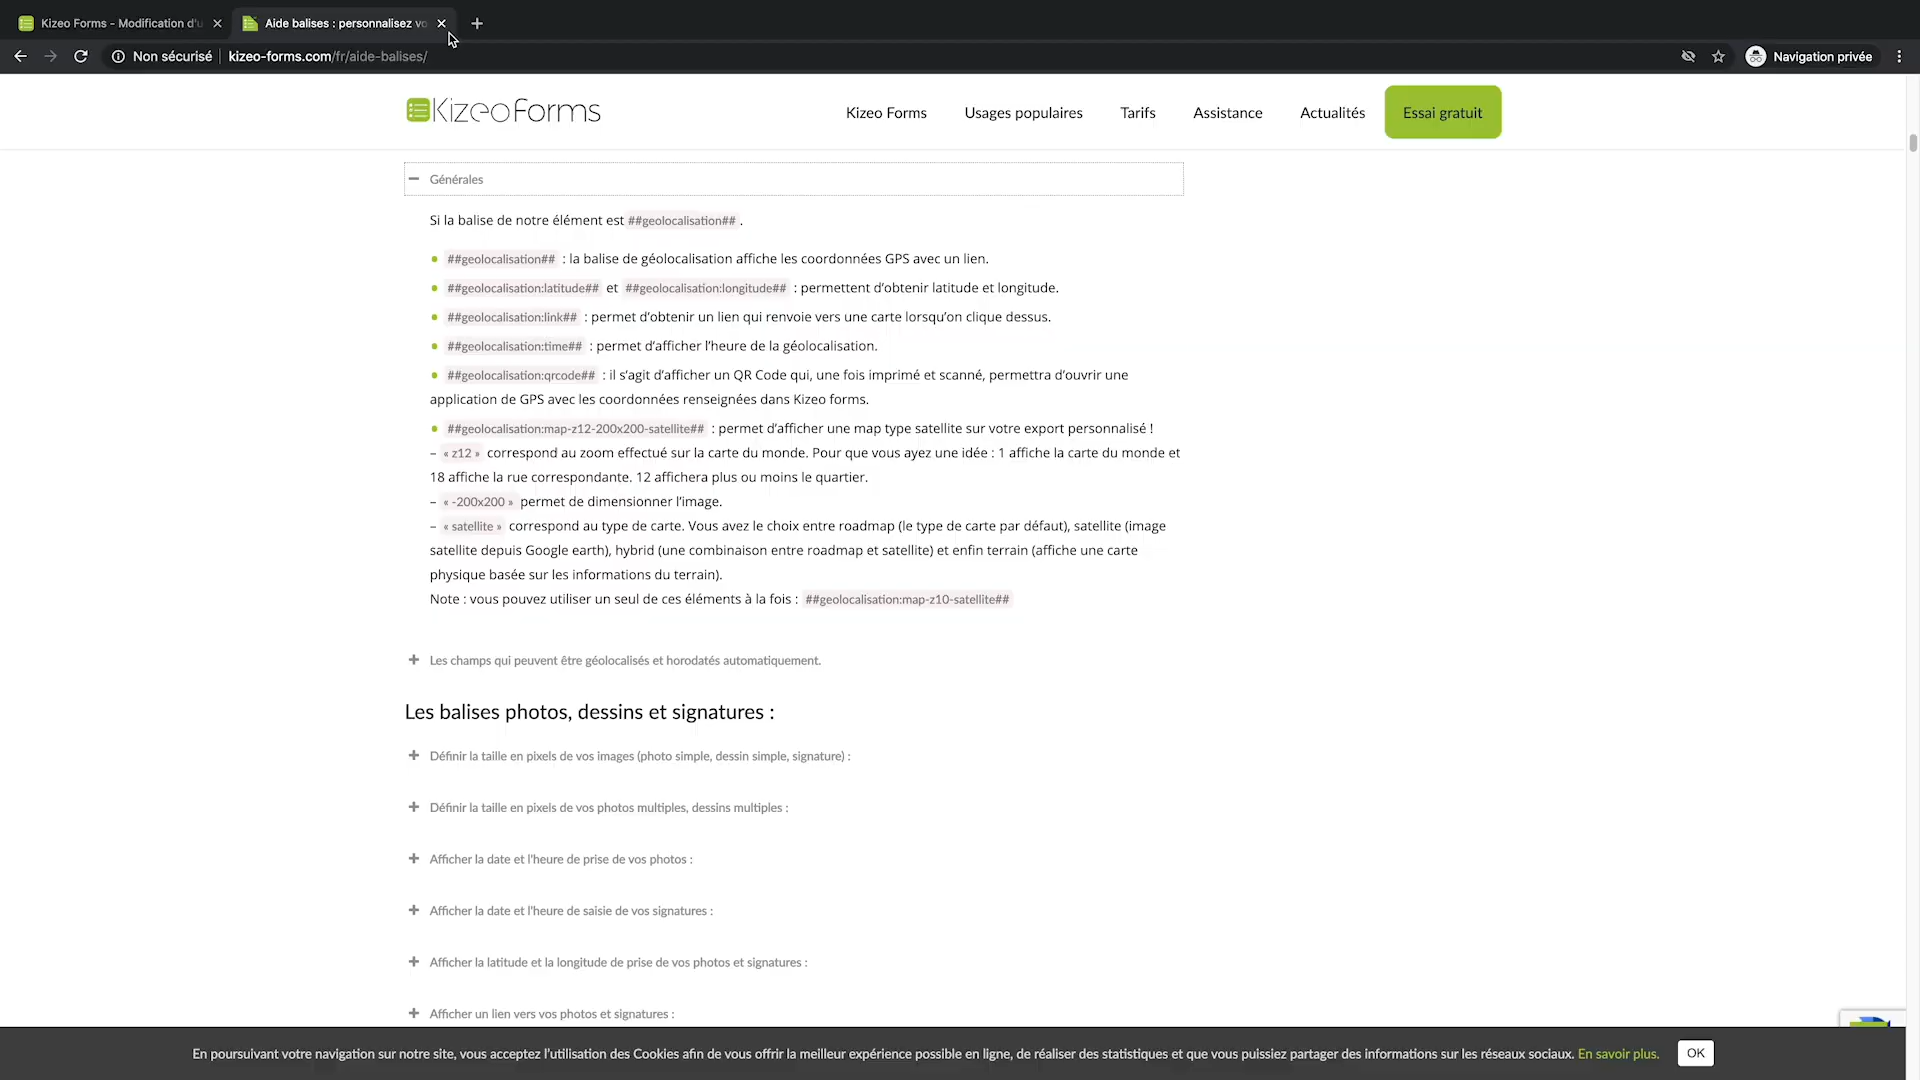 Kizeo Forms - Modification d'u
Aide balises : personnalisez vo
Non sécurisé
kizeo-forms.com/fr/aide-balises/
Navigation privée
KizeoForms
Kizeo Forms
Usages populaires
Tarifs
Assistance
Actualités
Essai gratuit
Générales
Si la balise de notre élément est ##geolocalisation## .
##geolocalisation## : la balise de géolocalisation affiche les coordonnées GPS avec un lien.
##geolocalisation:latitude## et ##geolocalisation:longitude## : permettent d’obtenir latitude et longitude.
##geolocalisation:link## : permet d’obtenir un lien qui renvoie vers une carte lorsqu’on clique dessus.
##geolocalisation:time## : permet d’afficher l’heure de la géolocalisation.
##geolocalisation:qrcode## : il s’agit d’afficher un QR Code qui, une fois imprimé et scanné, permettra d’ouvrir une
application de GPS avec les coordonnées renseignées dans Kizeo forms.
##geolocalisation:map-z12-200x200-satellite## : permet d’afficher une map type satellite sur votre export personnalisé !
– « z12 » correspond au zoom effectué sur la carte du monde. Pour que vous ayez une idée : 1 affiche la carte du monde et
18 affiche la rue correspondante. 12 affichera plus ou moins le quartier.
– « -200x200 » permet de dimensionner l’image.
– « satellite » correspond au type de carte. Vous avez le choix entre roadmap (le type de carte par défaut), satellite (image
satellite depuis Google earth), hybrid (une combinaison entre roadmap et satellite) et enfin terrain (affiche une carte
physique basée sur les informations du terrain).
Note : vous pouvez utiliser un seul de ces éléments à la fois : ##geolocalisation:map-z10-satellite##
Les champs qui peuvent être géolocalisés et horodatés automatiquement.
Les balises photos, dessins et signatures :
Définir la taille en pixels de vos images (photo simple, dessin simple, signature) :
Définir la taille en pixels de vos photos multiples, dessins multiples :
Afficher la date et l'heure de prise de vos photos :
Afficher la date et l'heure de saisie de vos signatures :
Afficher la latitude et la longitude de prise de vos photos et signatures :
Afficher un lien vers vos photos et signatures :
En poursuivant votre navigation sur notre site, vous acceptez l’utilisation des Cookies afin de vous offrir la meilleur expérience possible en ligne, de réaliser des statistiques et que vous puissiez partager des informations sur les réseaux sociaux. En savoir plus.
OK